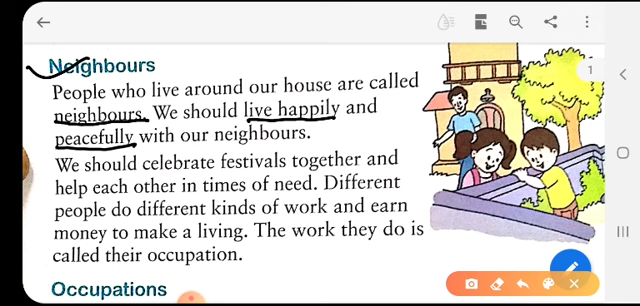 1
Neighbours
People who live around our house are called
neighbours. We should live happily and
peacefully with our neighbours.
We should celebrate festivals together and
help each other in times of need. Different
people do different kinds of work and earn
money to make a living. The work they do is
called their occupation.
Occupations